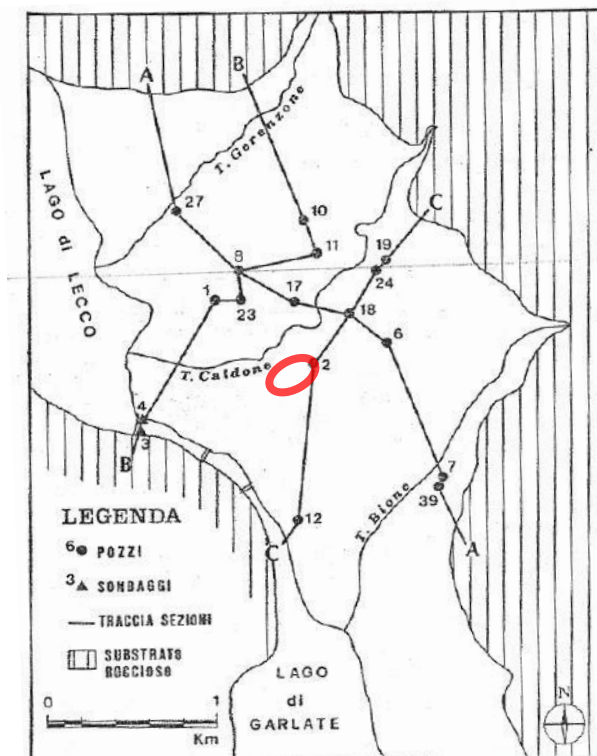 A
B
T. Gerenzone
C
LAGO di LECCO
27
10
11
19
8
24
1
23
17
18
6
T. Caldone
2
4
3
B
7
39
T. Bione
12
C
A
LEGENDA
6 POZZI
3 SONDAGGI
TRACCIA SEZIONI
SUBSTRATO
ROCCIOSO
0 1
Km
LAGO
di
GARLATE
N